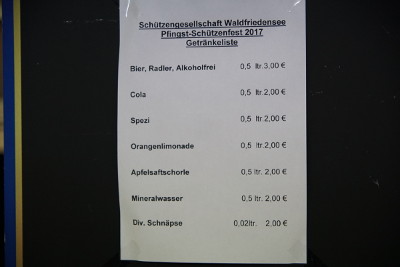 Schützengesellschaft Waldfriedensee
Pfingst-Schützenfest 2017
Getränkeliste
Bier, Radler, Alkoholfrei 0,5 ltr.3,00 €
Cola 0,5 ltr.2,00 €
Spezi 0,5 ltr.2,00 €
Orangenlimonade 0,5 ltr.2,00 €
Apfelsaftschorle 0,5 ltr.2,00 €
Mineralwasser 0,5 ltr.2,00 €
Div. Schnäpse 0,02ltr. 2,00 €